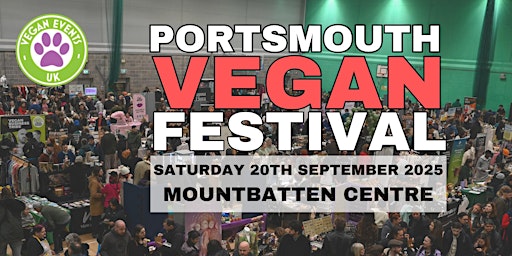 VEGAN EVENTS
UK
PORTSMOUTH
VEGAN
FESTIVAL
SATURDAY 20TH SEPTEMBER 2025
MOUNTBATTEN CENTRE